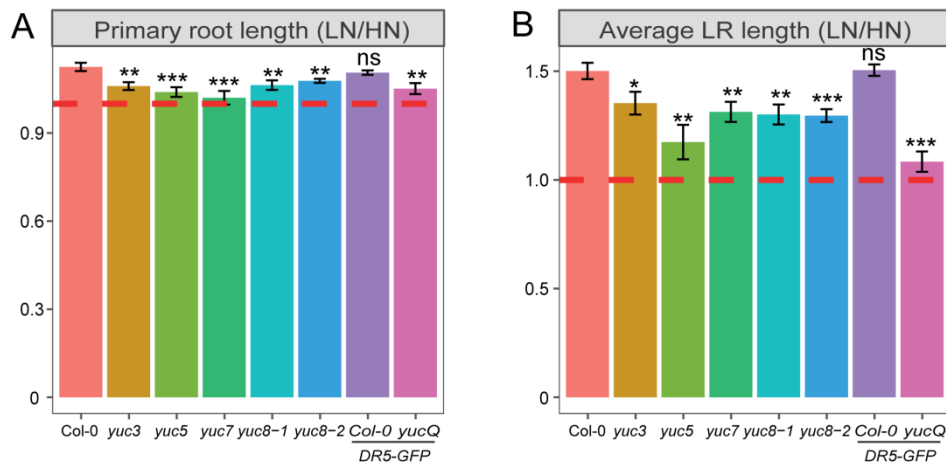 A
Primary root length (LN/HN)
** *** *** ** ** ns **
0.9
0.6
0.3
0
Col-0 yuc3 yuc5 yuc7 yuc8-1 yuc8-2 Col-0 yucQ
DR5-GFP
B
Average LR length (LN/HN)
* ** ** ** *** ns ***
1.5
1.0
0.5
0
Col-0 yuc3 yuc5 yuc7 yuc8-1 yuc8-2 Col-0 yucQ
DR5-GFP